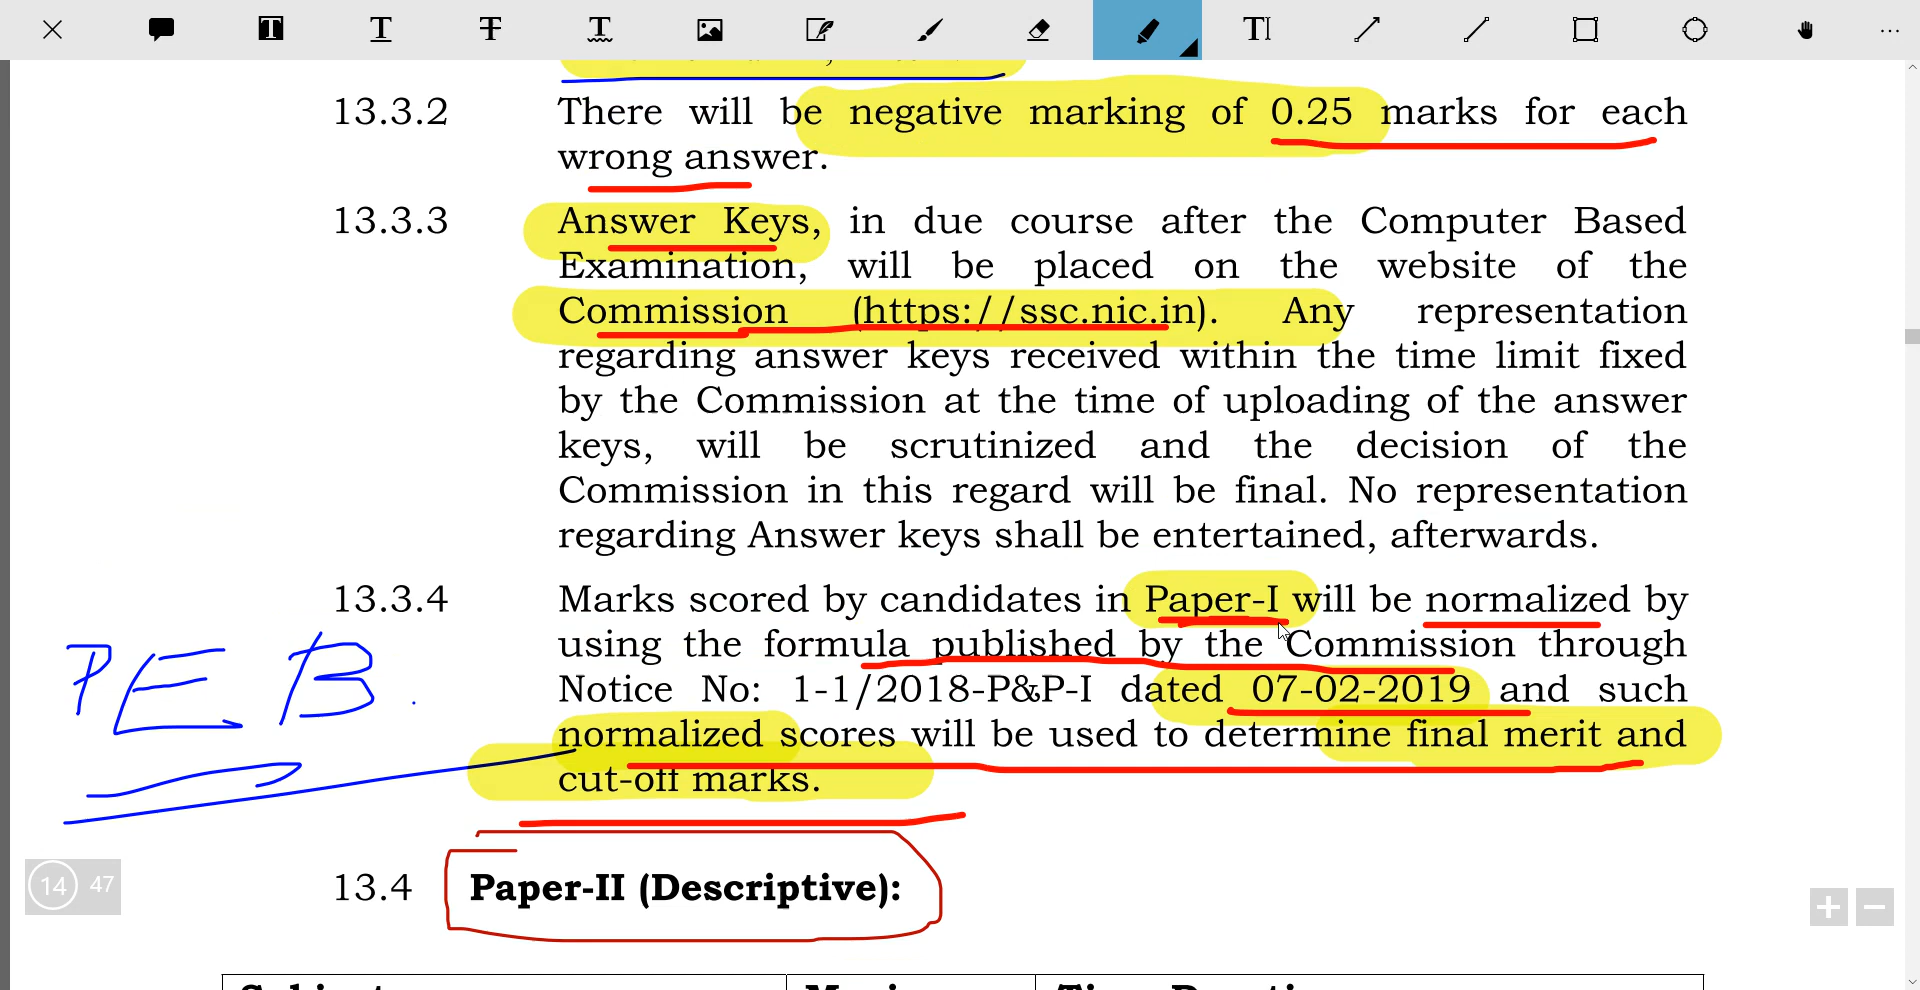 13.3.2 There will be negative marking of 0.25 marks for each
wrong answer.
13.3.3 Answer Keys, in due course after the Computer Based
Examination, will be placed on the website of the
Commission (https://ssc.nic.in). Any representation
regarding answer keys received within the time limit fixed
by the Commission at the time of uploading of the answer
keys, will be scrutinized and the decision of the
Commission in this regard will be final. No representation
regarding Answer keys shall be entertained, afterwards.
13.3.4 Marks scored by candidates in Paper-I will be normalized by
using the formula published by the Commission through
Notice No: 1-1/2018-P&P-I dated 07-02-2019 and such
normalized scores will be used to determine final merit and
cut-off marks.
P E B.
14 47
13.4 Paper-II (Descriptive):